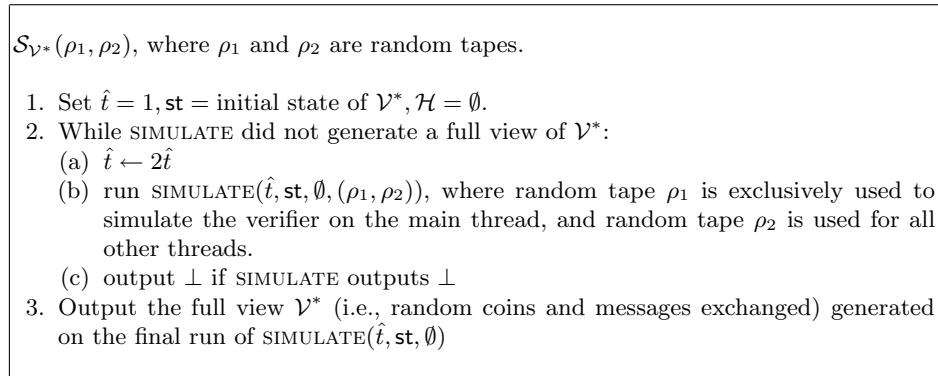 𝒮_𝒱*(ρ₁, ρ₂), where ρ₁ and ρ₂ are random tapes.
1. Set t̂ = 1, st = initial state of 𝒱*, ℋ = ∅.
2. While SIMULATE did not generate a full view of 𝒱*:
(a) t̂ ← 2t̂
(b) run SIMULATE(t̂, st, ∅, (ρ₁, ρ₂)), where random tape ρ₁ is exclusively used to
simulate the verifier on the main thread, and random tape ρ₂ is used for all
other threads.
(c) output ⊥ if SIMULATE outputs ⊥
3. Output the full view 𝒱* (i.e., random coins and messages exchanged) generated
on the final run of SIMULATE(t̂, st, ∅)